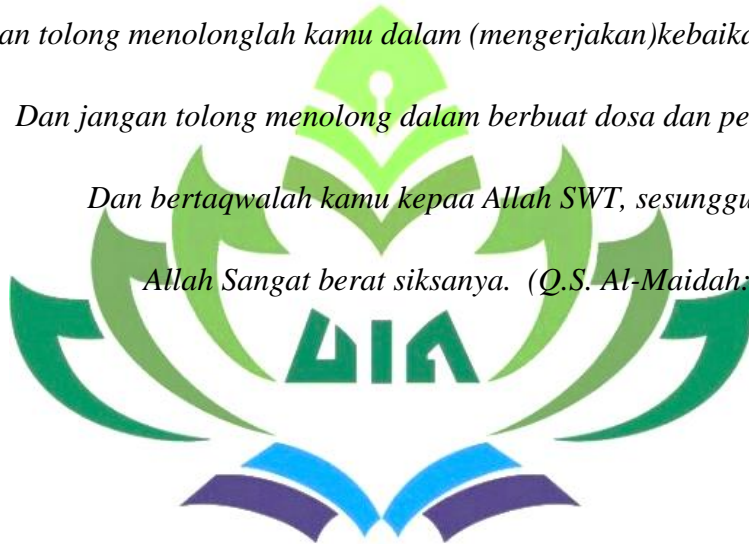 an tolong menolonglah kamu dalam (mengerjakan)kebaika
Dan jangan tolong menolong dalam berbuat dosa dan pe
Dan bertaqwalah kamu kepaa Allah SWT, sesunggu
Allah Sangat berat siksanya. (Q.S. Al-Maidah:
UIN